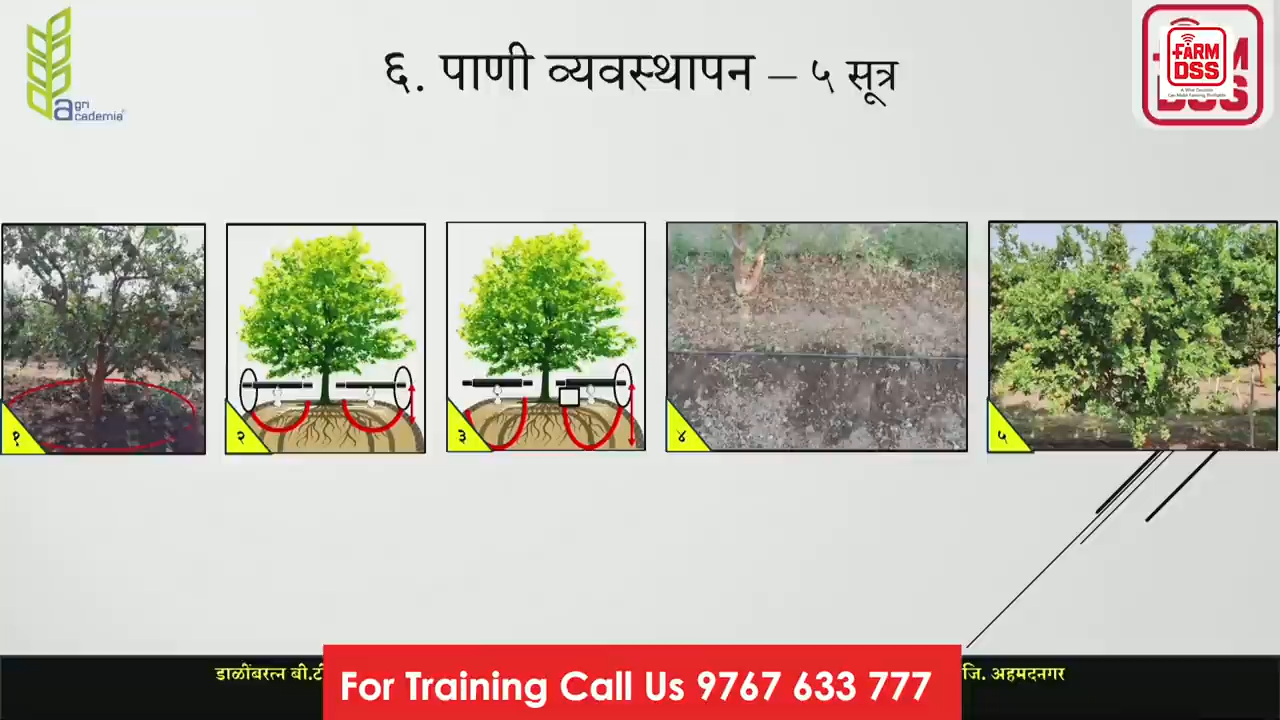 ६. पाणी व्यवस्थापन – ५ सूत्र
agri
academia
FARM
DSS
१
२
३
४
५
डाळींबरत्न बी.टी
जि. अहमदनगर
For Training Call Us 9767 633 777